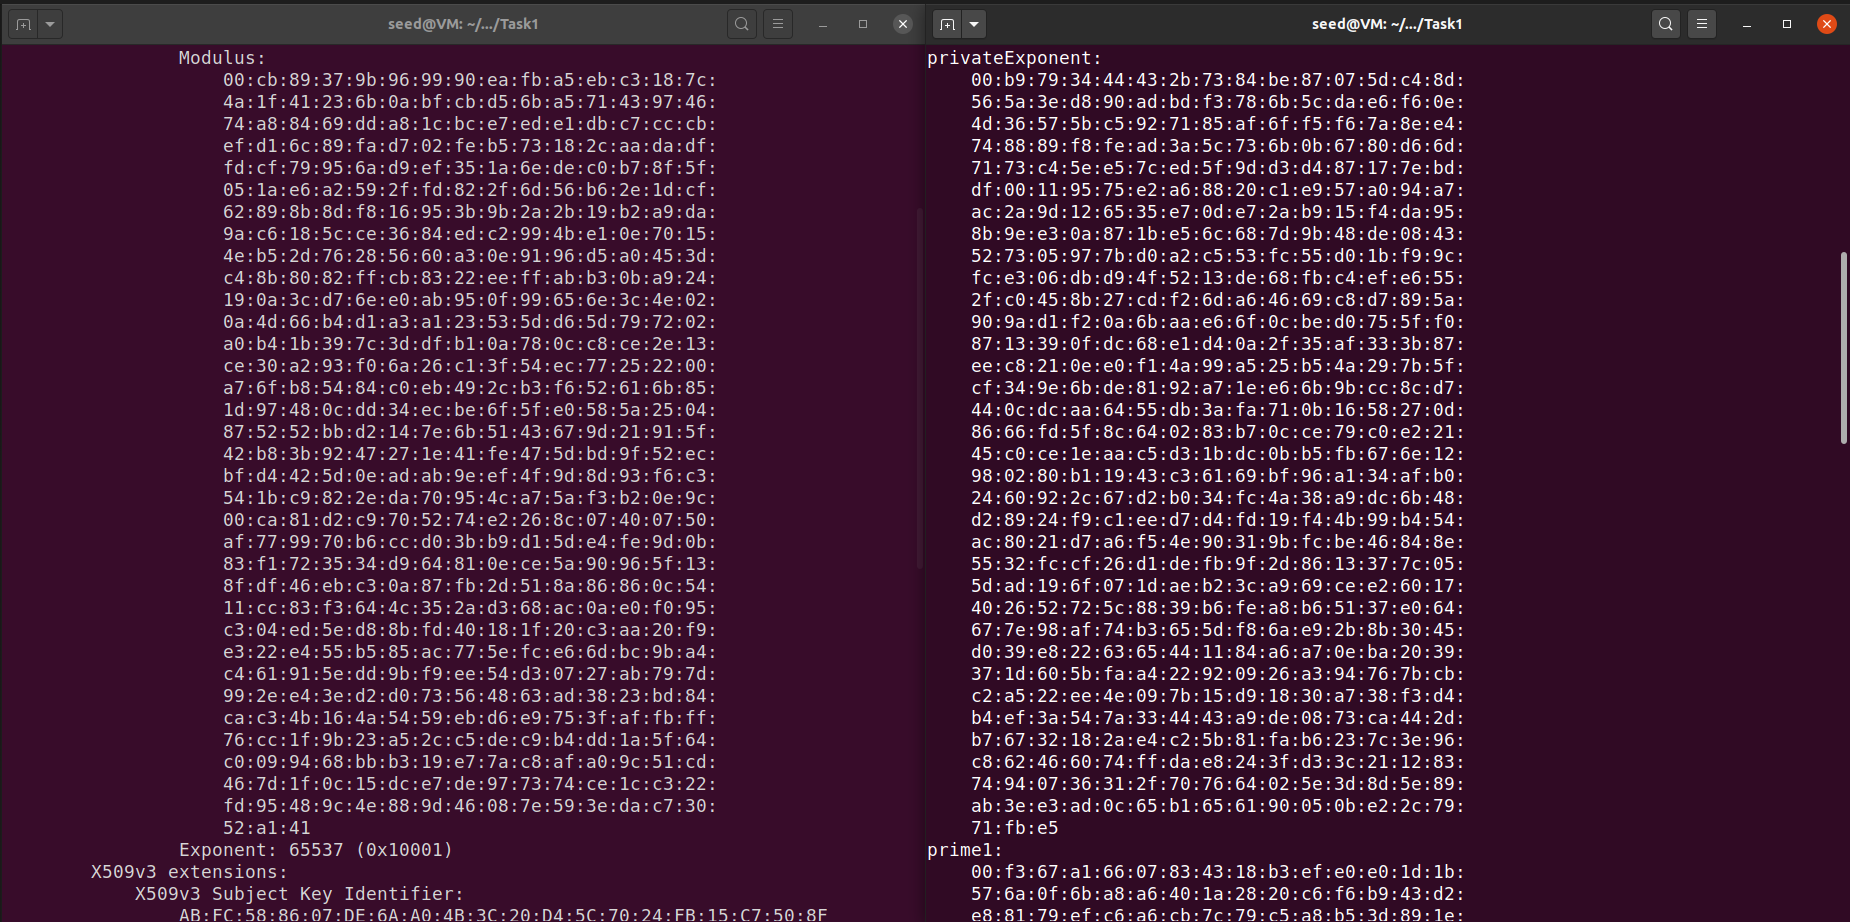 seed@VM: ~/.../Task1
Modulus:
00:cb:89:37:9b:96:99:90:ea:fb:a5:eb:c3:18:7c:
4a:1f:41:23:6b:0a:bf:cb:d5:6b:a5:71:43:97:46:
74:a8:84:69:dd:a8:1c:bc:e7:ed:e1:db:c7:cc:cb:
ef:d1:6c:89:fa:d7:02:fe:b5:73:18:2c:aa:da:df:
fd:cf:79:95:6a:d9:ef:35:1a:6e:de:c0:b7:8f:5f:
05:1a:e6:a2:59:2f:fd:82:2f:6d:56:b6:2e:1d:cf:
62:89:8b:8d:f8:16:95:3b:9b:2a:2b:19:b2:a9:da:
9a:c6:18:5c:ce:36:84:ed:c2:99:4b:e1:0e:70:15:
4e:b5:2d:76:28:56:60:a3:0e:91:96:d5:a0:45:3d:
c4:8b:80:82:ff:cb:83:22:ee:ff:ab:b3:0b:a9:24:
19:0a:3c:d7:6e:e0:ab:95:0f:99:65:6e:3c:4e:02:
0a:4d:66:b4:d1:a3:a1:23:53:5d:d6:5d:79:72:02:
a0:b4:1b:39:7c:3d:df:b1:0a:78:0c:c8:ce:2e:13:
ce:30:a2:93:f0:6a:26:c1:3f:54:ec:77:25:22:00:
a7:6f:b8:54:84:c0:eb:49:2c:b3:f6:52:61:6b:85:
1d:97:48:0c:dd:34:ec:be:6f:5f:e0:58:5a:25:04:
87:52:52:bb:d2:14:7e:6b:51:43:67:9d:21:91:5f:
42:b8:3b:92:47:27:1e:41:fe:47:5d:bd:9f:52:ec:
bf:d4:42:5d:0e:ad:ab:9e:ef:4f:9d:8d:93:f6:c3:
54:1b:c9:82:2e:da:70:95:4c:a7:5a:f3:b2:0e:9c:
00:ca:81:d2:c9:70:52:74:e2:26:8c:07:40:07:50:
af:77:99:70:b6:cc:d0:3b:b9:d1:5d:e4:fe:9d:0b:
83:f1:72:35:34:d9:64:81:0e:ce:5a:90:96:5f:13:
8f:df:46:eb:c3:0a:87:fb:2d:51:8a:86:86:0c:54:
11:cc:83:f3:64:4c:35:2a:d3:68:ac:0a:e0:f0:95:
c3:04:ed:5e:d8:8b:fd:40:18:1f:20:c3:aa:20:f9:
e3:22:e4:55:b5:85:ac:77:5e:fc:e6:6d:bc:9b:a4:
c4:61:91:5e:dd:9b:f9:ee:54:d3:07:27:ab:79:7d:
99:2e:e4:3e:d2:d0:73:56:48:63:ad:38:23:bd:84:
ca:c3:4b:16:4a:54:59:eb:d6:e9:75:3f:af:fb:ff:
76:cc:1f:9b:23:a5:2c:c5:de:c9:b4:dd:1a:5f:64:
c0:09:94:68:bb:b3:19:e7:7a:c8:af:a0:9c:51:cd:
46:7d:1f:0c:15:dc:e7:de:97:73:74:ce:1c:c3:22:
fd:95:48:9c:4e:88:9d:46:08:7e:59:3e:da:c7:30:
52:a1:41
Exponent: 65537 (0x10001)
X509v3 extensions:
X509v3 Subject Key Identifier:
AB:FC:58:86:07:DE:6A:A0:4B:3C:20:D4:5C:70:24:FB:15:C7:50:8F
seed@VM: ~/.../Task1
privateExponent:
00:b9:79:34:44:43:2b:73:84:be:87:07:5d:c4:8d:
56:5a:3e:d8:90:ad:bd:f3:78:6b:5c:da:e6:f6:0e:
4d:36:57:5b:c5:92:71:85:af:6f:f5:f6:7a:8e:e4:
74:88:89:f8:fe:ad:3a:5c:73:6b:0b:67:80:d6:6d:
71:73:c4:5e:e5:7c:ed:5f:9d:d3:d4:87:17:7e:bd:
df:00:11:95:75:e2:a6:88:20:c1:e9:57:a0:94:a7:
ac:2a:9d:12:65:35:e7:0d:e7:2a:b9:15:f4:da:95:
8b:9e:e3:0a:87:1b:e5:6c:68:7d:9b:48:de:08:43:
52:73:05:97:7b:d0:a2:c5:53:fc:55:d0:1b:f9:9c:
fc:e3:06:db:d9:4f:52:13:de:68:fb:c4:ef:e6:55:
2f:c0:45:8b:27:cd:f2:6d:a6:46:69:c8:d7:89:5a:
90:9a:d1:f2:0a:6b:aa:e6:6f:0c:be:d0:75:5f:f0:
87:13:39:0f:dc:68:e1:d4:0a:2f:35:af:33:3b:87:
ee:c8:21:0e:e0:f1:4a:99:a5:25:b5:4a:29:7b:5f:
cf:34:9e:6b:de:81:92:a7:1e:e6:6b:9b:cc:8c:d7:
44:0c:dc:aa:64:55:db:3a:fa:71:0b:16:58:27:0d:
86:66:fd:5f:8c:64:02:83:b7:0c:ce:79:c0:e2:21:
45:c0:ce:1e:aa:c5:d3:1b:dc:0b:b5:fb:67:6e:12:
98:02:80:b1:19:43:c3:61:69:bf:96:a1:34:af:b0:
24:60:92:2c:67:d2:b0:34:fc:4a:38:a9:dc:6b:48:
d2:89:24:f9:c1:ee:d7:d4:fd:19:f4:4b:99:b4:54:
ac:80:21:d7:a6:f5:4e:90:31:9b:fc:be:46:84:8e:
55:32:fc:cf:26:d1:de:fb:9f:2d:86:13:37:7c:05:
5d:ad:19:6f:07:1d:ae:b2:3c:a9:69:ce:e2:60:17:
40:26:52:72:5c:88:39:b6:fe:a8:b6:51:37:e0:64:
67:7e:98:af:74:b3:65:5d:f8:6a:e9:2b:8b:30:45:
d0:39:e8:22:63:65:44:11:84:a6:a7:0e:ba:20:39:
37:1d:60:5b:fa:a4:22:92:09:26:a3:94:76:7b:cb:
c2:a5:22:ee:4e:09:7b:15:d9:18:30:a7:38:f3:d4:
b4:ef:3a:54:7a:33:44:43:a9:de:08:73:ca:44:2d:
b7:67:32:18:2a:e4:c2:5b:81:fa:b6:23:7c:3e:96:
c8:62:46:60:74:ff:da:e8:24:3f:d3:3c:21:12:83:
74:94:07:36:31:2f:70:76:64:02:5e:3d:8d:5e:89:
ab:3e:e3:ad:0c:65:b1:65:61:90:05:0b:e2:2c:79:
71:fb:e5
prime1:
00:f3:67:a1:66:07:83:43:18:b3:ef:e0:e0:1d:1b:
57:6a:0f:6b:a8:a6:40:1a:28:20:c6:f6:b9:43:d2:
e8:81:79:ef:c6:a6:cb:7c:79:c5:a8:b5:3d:89:1e: